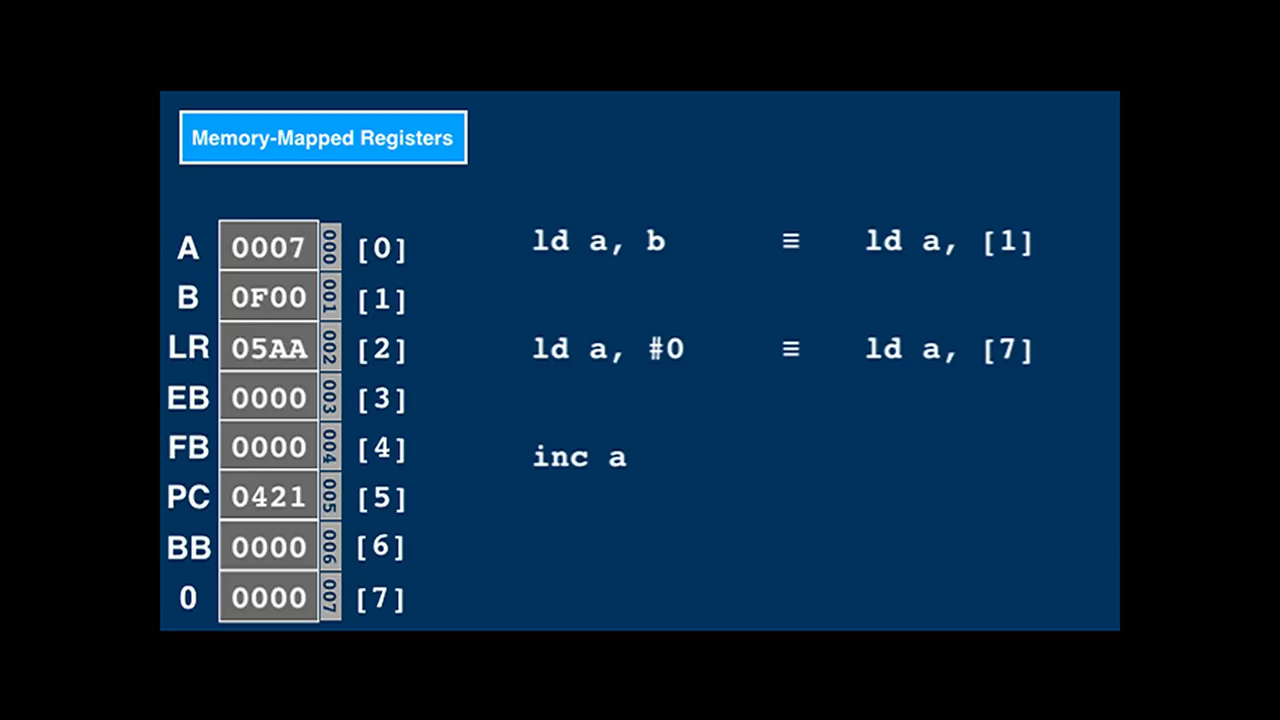 Memory-Mapped Registers
A 0007 000 [0] ld a, b ≡ ld a, [1]
B 0F00 001 [1]
LR 05AA 002 [2] ld a, #0 ≡ ld a, [7]
EB 0000 003 [3]
FB 0000 004 [4] inc a
PC 0421 005 [5]
BB 0000 006 [6]
0 0000 007 [7]